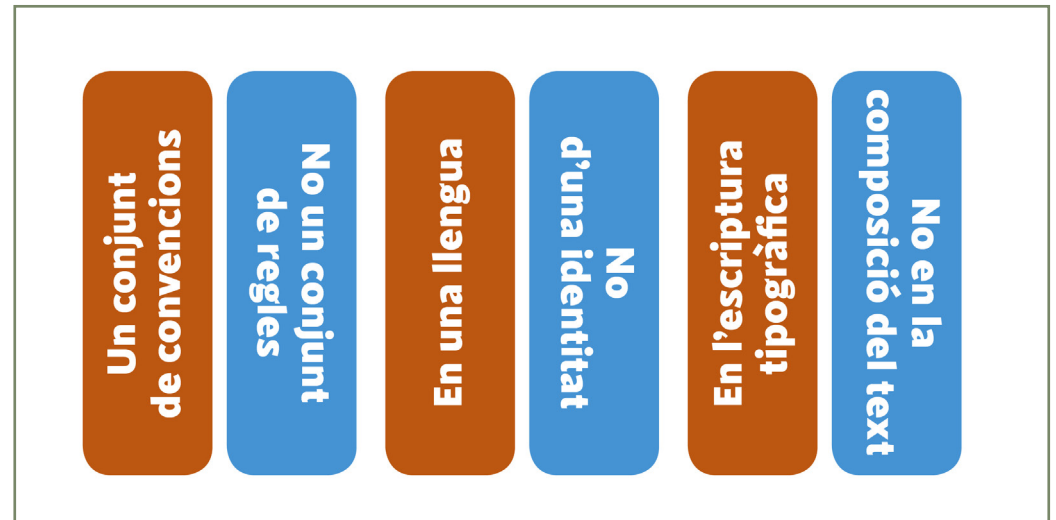 Un conjunt
de convencions
No un conjunt
de regles
En una llengua
No
d'una identitat
En l'escriptura
tipogràfica
No en la
composició del text